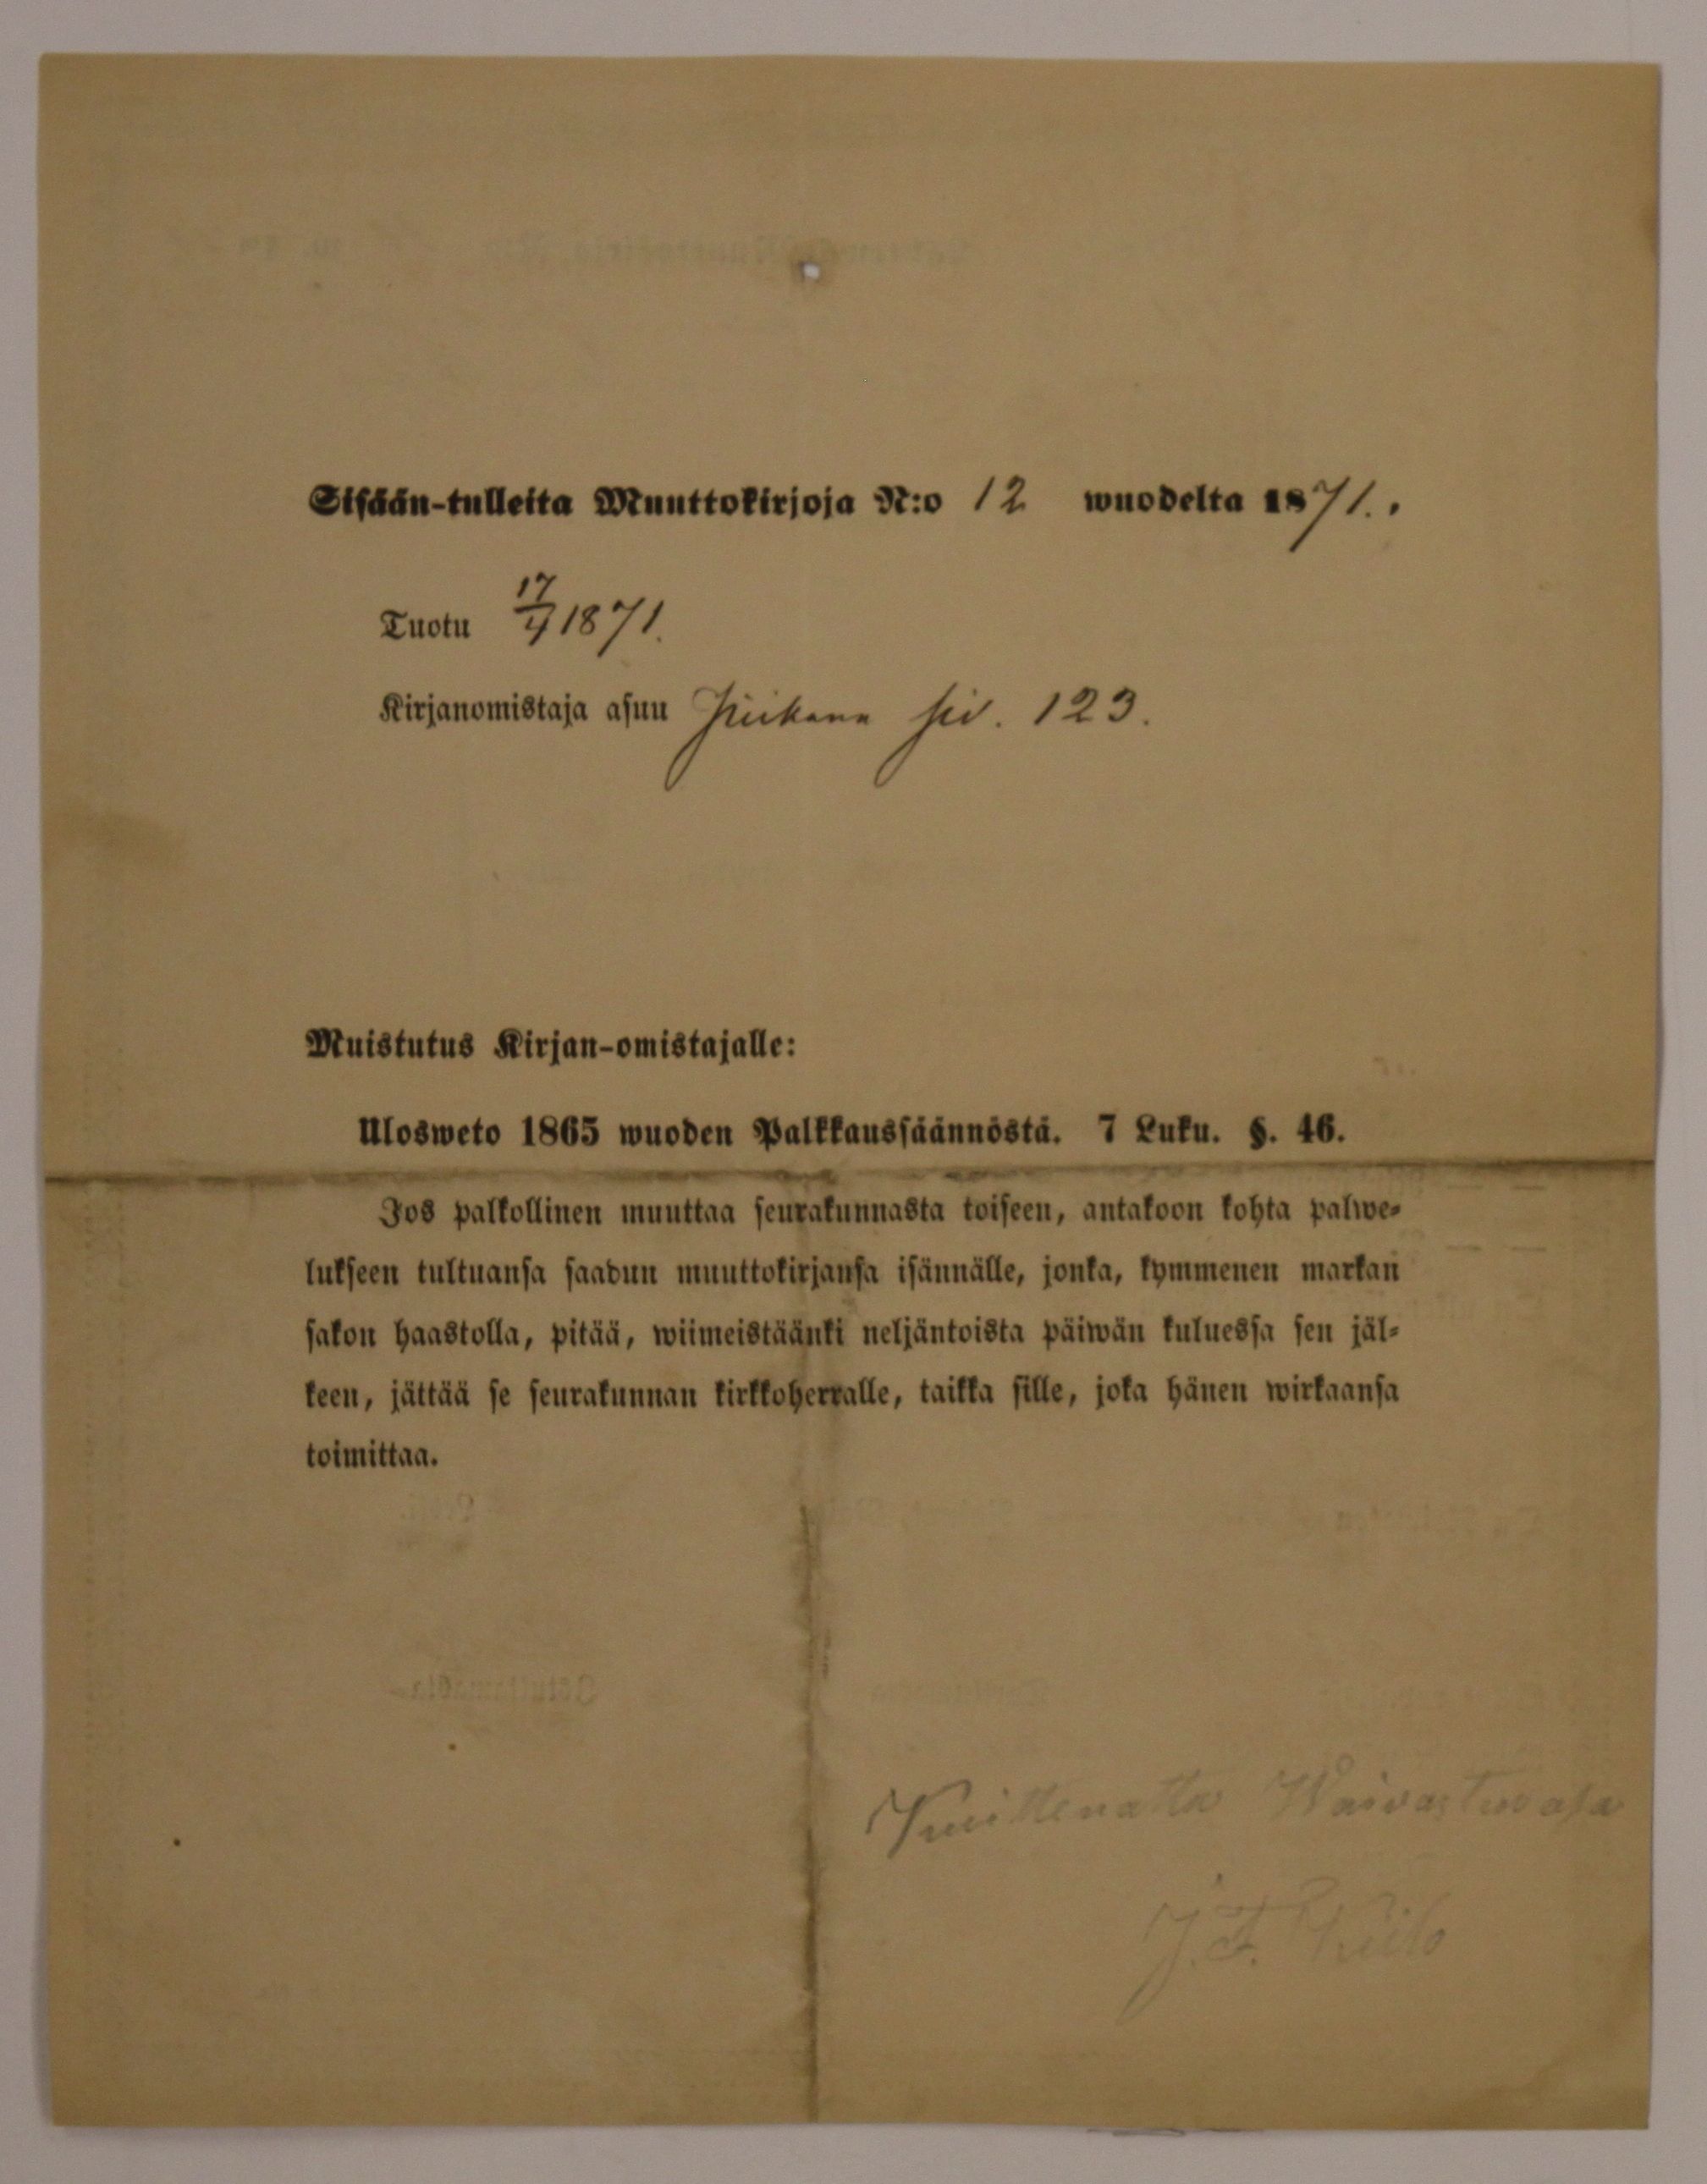 Sisään-tulleita Muuttokirjoja N:o 12 wuodelta 1871..
Tuotu 17/4 1871.
Kirjanomistaja asuu siv. 123.
Muistutus Kirjan-omistajalle:
Ulosweto 1865 wuoden Palkkaussäännöstä. 7 Luku. §. 46.
Jos palkollinen muuttaa seurakunnasta toiseen, antakoon kohta palwe-
lukseen tultuansa saadun muuttokirjansa isännälle, jonka, kymmenen markan
sakon haastolla, pitää, wiimeistäänki neljäntoista päiwän kuluessa sen jäl-
keen, jättää se seurakunnan kirkkoherralle, taikka sille, joka hänen wirkaansa
toimittaa.
J. F.